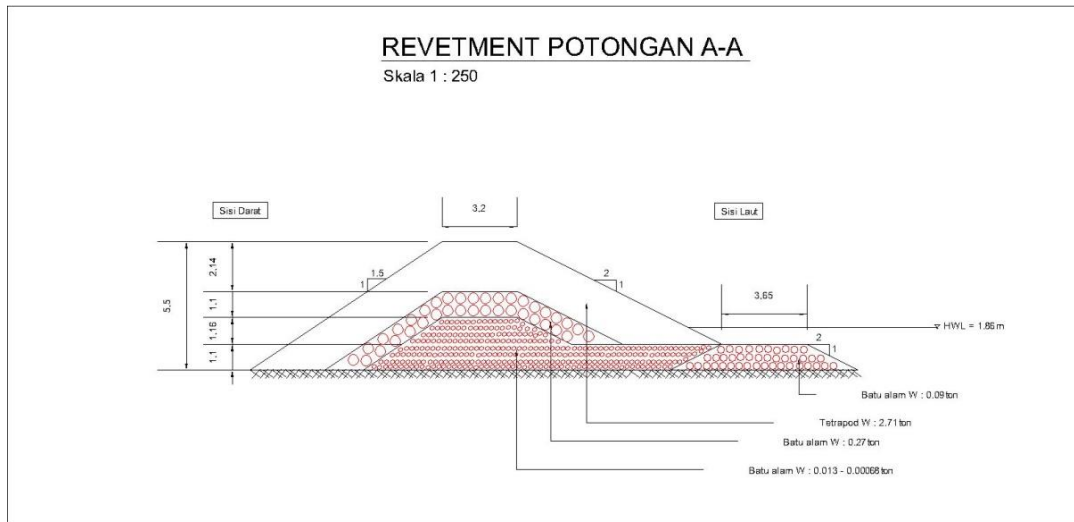 REVETMENT POTONGAN A-A
Skala 1 : 250
Sisi Darat
3,2
Sisi Laut
2,14
1,5
1
2
1
5,5
1,1
3,65
1,16
HWL = 1.86 m
1,1
2
1
Batu alam W : 0.09 ton
Tetrapod W : 2.71 ton
Batu alam W : 0.27 ton
Batu alam W : 0.013 - 0.00068 ton